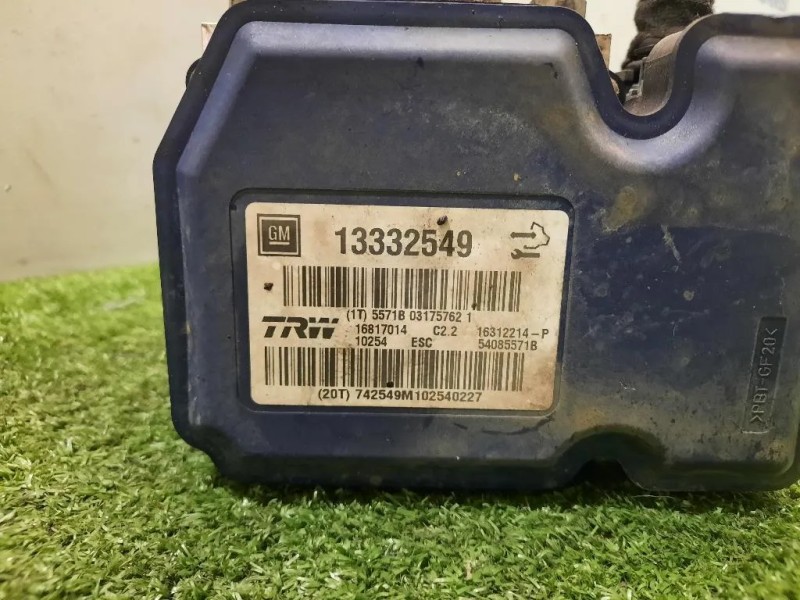 GM 13332549
(1T) 5571B 03175762 1
TRW 16817014 C2.2 16312214-P
10254 ESC 54085571B
(20T) 742549M102540227
>PBT-GF20<